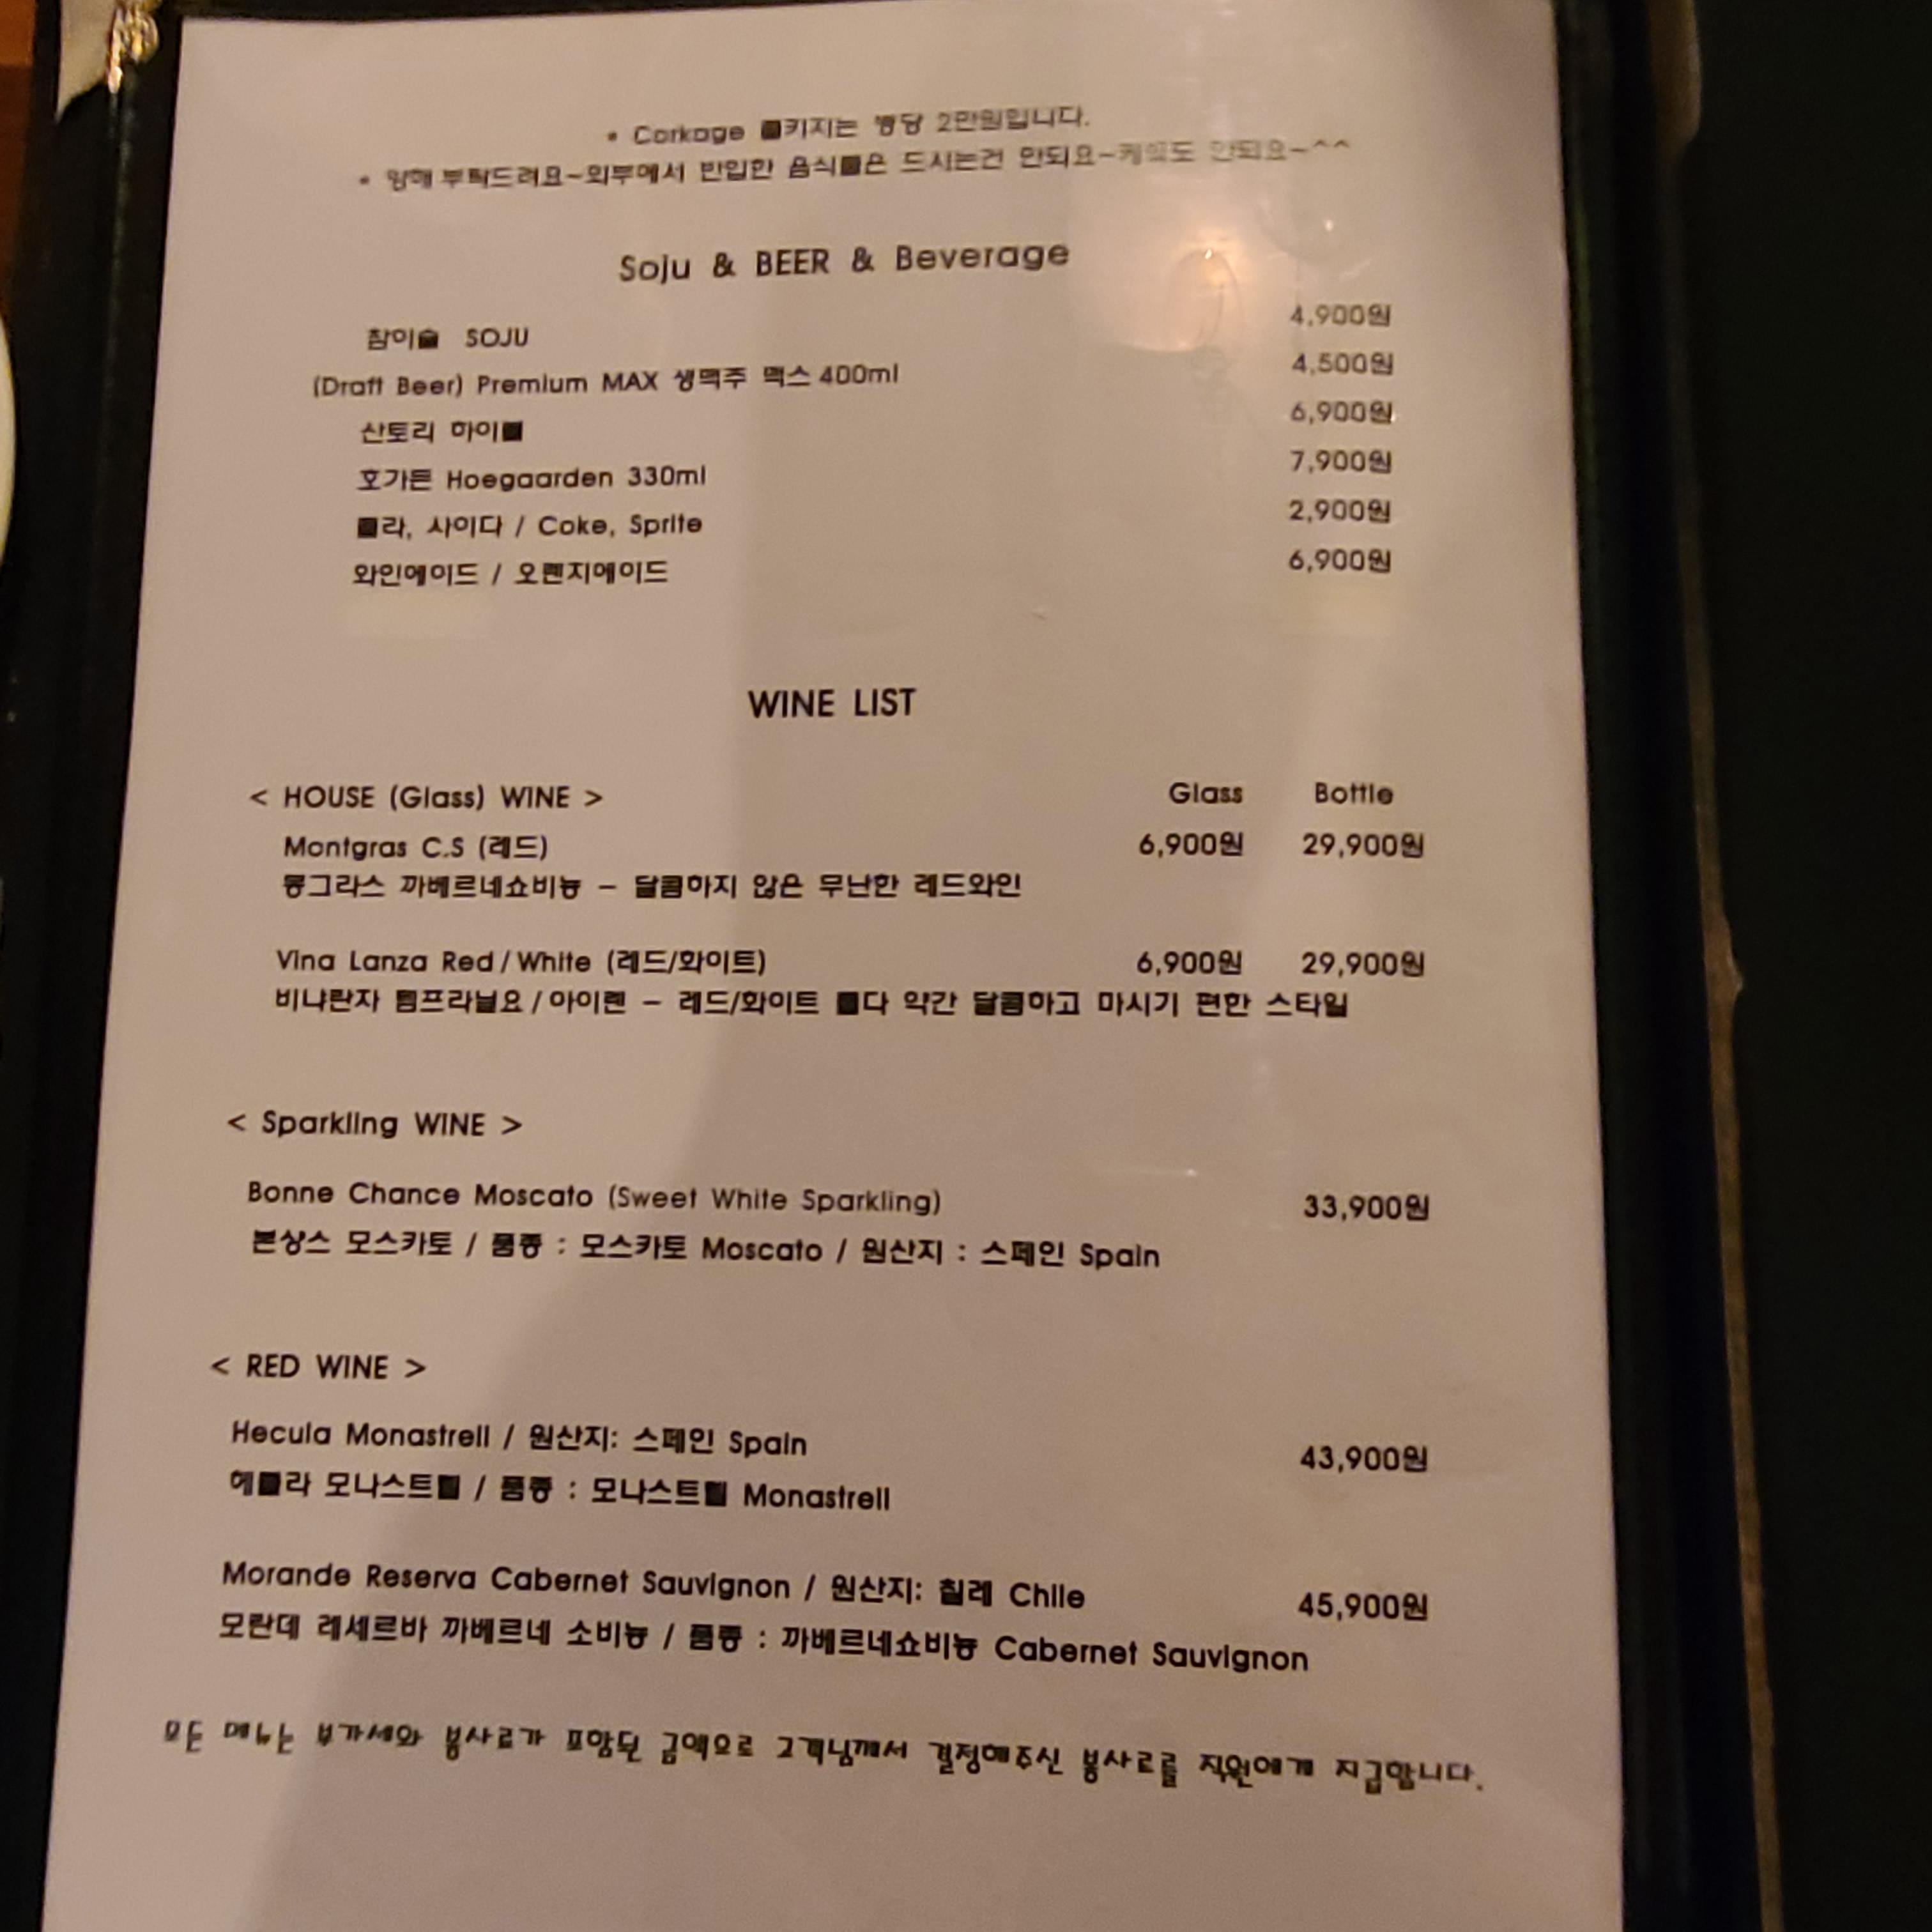 * Corkage 콜키지는 병당 2만원입니다.
* 양해 부탁드려요~외부에서 반입한 음식물은 드시는건 안되요~케익도 안되요~^^
Soju & BEER & Beverage
참이슬 SOJU 4,900원
(Draft Beer) Premium MAX 생맥주 맥스 400ml 4,500원
산토리 하이볼 6,900원
호가든 Hoegaarden 330ml 7,900원
콜라, 사이다 / Coke, Sprite 2,900원
와인에이드 / 오렌지에이드 6,900원
WINE LIST
< HOUSE (Glass) WINE > Glass Bottle
Montgras C.S (레드) 6,900원 29,900원
몽그라스 까베르네쇼비뇽 - 달콤하지 않은 무난한 레드와인
Vina Lanza Red/White (레드/화이트) 6,900원 29,900원
비냐란자 템프라닐요/아이렌 - 레드/화이트 둘다 약간 달콤하고 마시기 편한 스타일
< Sparkling WINE >
Bonne Chance Moscato (Sweet White Sparkling) 33,900원
본샹스 모스카토 / 품종 : 모스카토 Moscato / 원산지 : 스페인 Spain
< RED WINE >
Hecula Monastrell / 원산지: 스페인 Spain 43,900원
헤쿨라 모나스트렐 / 품종 : 모나스트렐 Monastrell
Morande Reserva Cabernet Sauvignon / 원산지: 칠레 Chile 45,900원
모란데 레세르바 까베르네 소비뇽 / 품종 : 까베르네쇼비뇽 Cabernet Sauvignon
모든 메뉴는 부가세와 봉사료가 포함된 금액으로 고객님께서 결정해주신 봉사료를 직원에게 지급합니다.